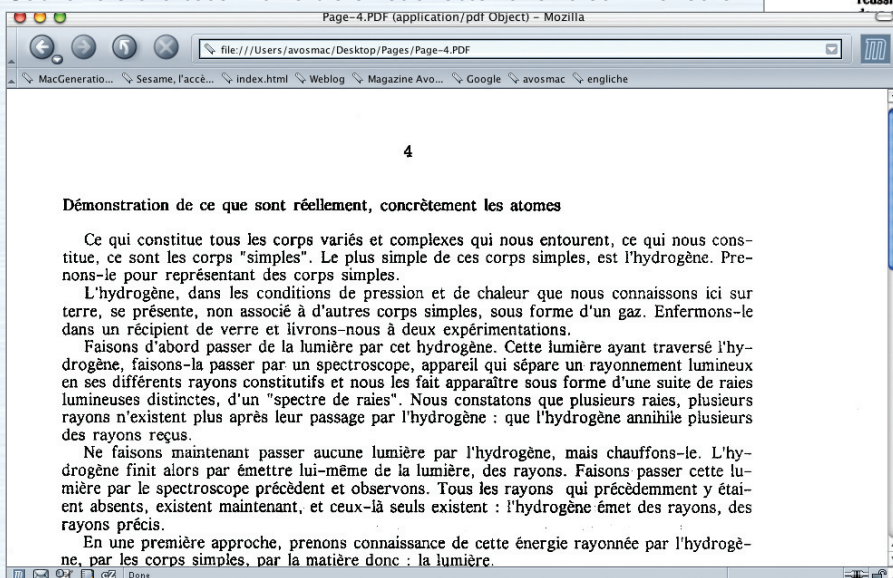 réussi
Page-4.PDF (application/pdf Object) – Mozilla
file:///Users/avosmac/Desktop/Pages/Page-4.PDF
MacGeneratio... Sesame, l'accè... index.html Weblog Magazine Avo... Google avosmac engliche
4
Démonstration de ce que sont réellement, concrètement les atomes
Ce qui constitue tous les corps variés et complexes qui nous entourent, ce qui nous cons-
titue, ce sont les corps "simples". Le plus simple de ces corps simples, est l'hydrogène. Pre-
nons-le pour représentant des corps simples.
L'hydrogène, dans les conditions de pression et de chaleur que nous connaissons ici sur
terre, se présente, non associé à d'autres corps simples, sous forme d'un gaz. Enfermons-le
dans un récipient de verre et livrons-nous à deux expérimentations.
Faisons d'abord passer de la lumière par cet hydrogène. Cette lumière ayant traversé l'hy-
drogène, faisons-la passer par un spectroscope, appareil qui sépare un rayonnement lumineux
en ses différents rayons constitutifs et nous les fait apparaître sous forme d'une suite de raies
lumineuses distinctes, d'un "spectre de raies". Nous constatons que plusieurs raies, plusieurs
rayons n'existent plus après leur passage par l'hydrogène : que l'hydrogène annihile plusieurs
des rayons reçus.
Ne faisons maintenant passer aucune lumière par l'hydrogène, mais chauffons-le. L'hy-
drogène finit alors par émettre lui-même de la lumière, des rayons. Faisons passer cette lu-
mière par le spectroscope précèdent et observons. Tous les rayons qui précèdemment y étai-
ent absents, existent maintenant, et ceux-là seuls existent : l'hydrogène émet des rayons, des
rayons précis.
En une première approche, prenons connaissance de cette énergie rayonnée par l'hydrogè-
ne, par les corps simples, par la matière donc : la lumière.
Done